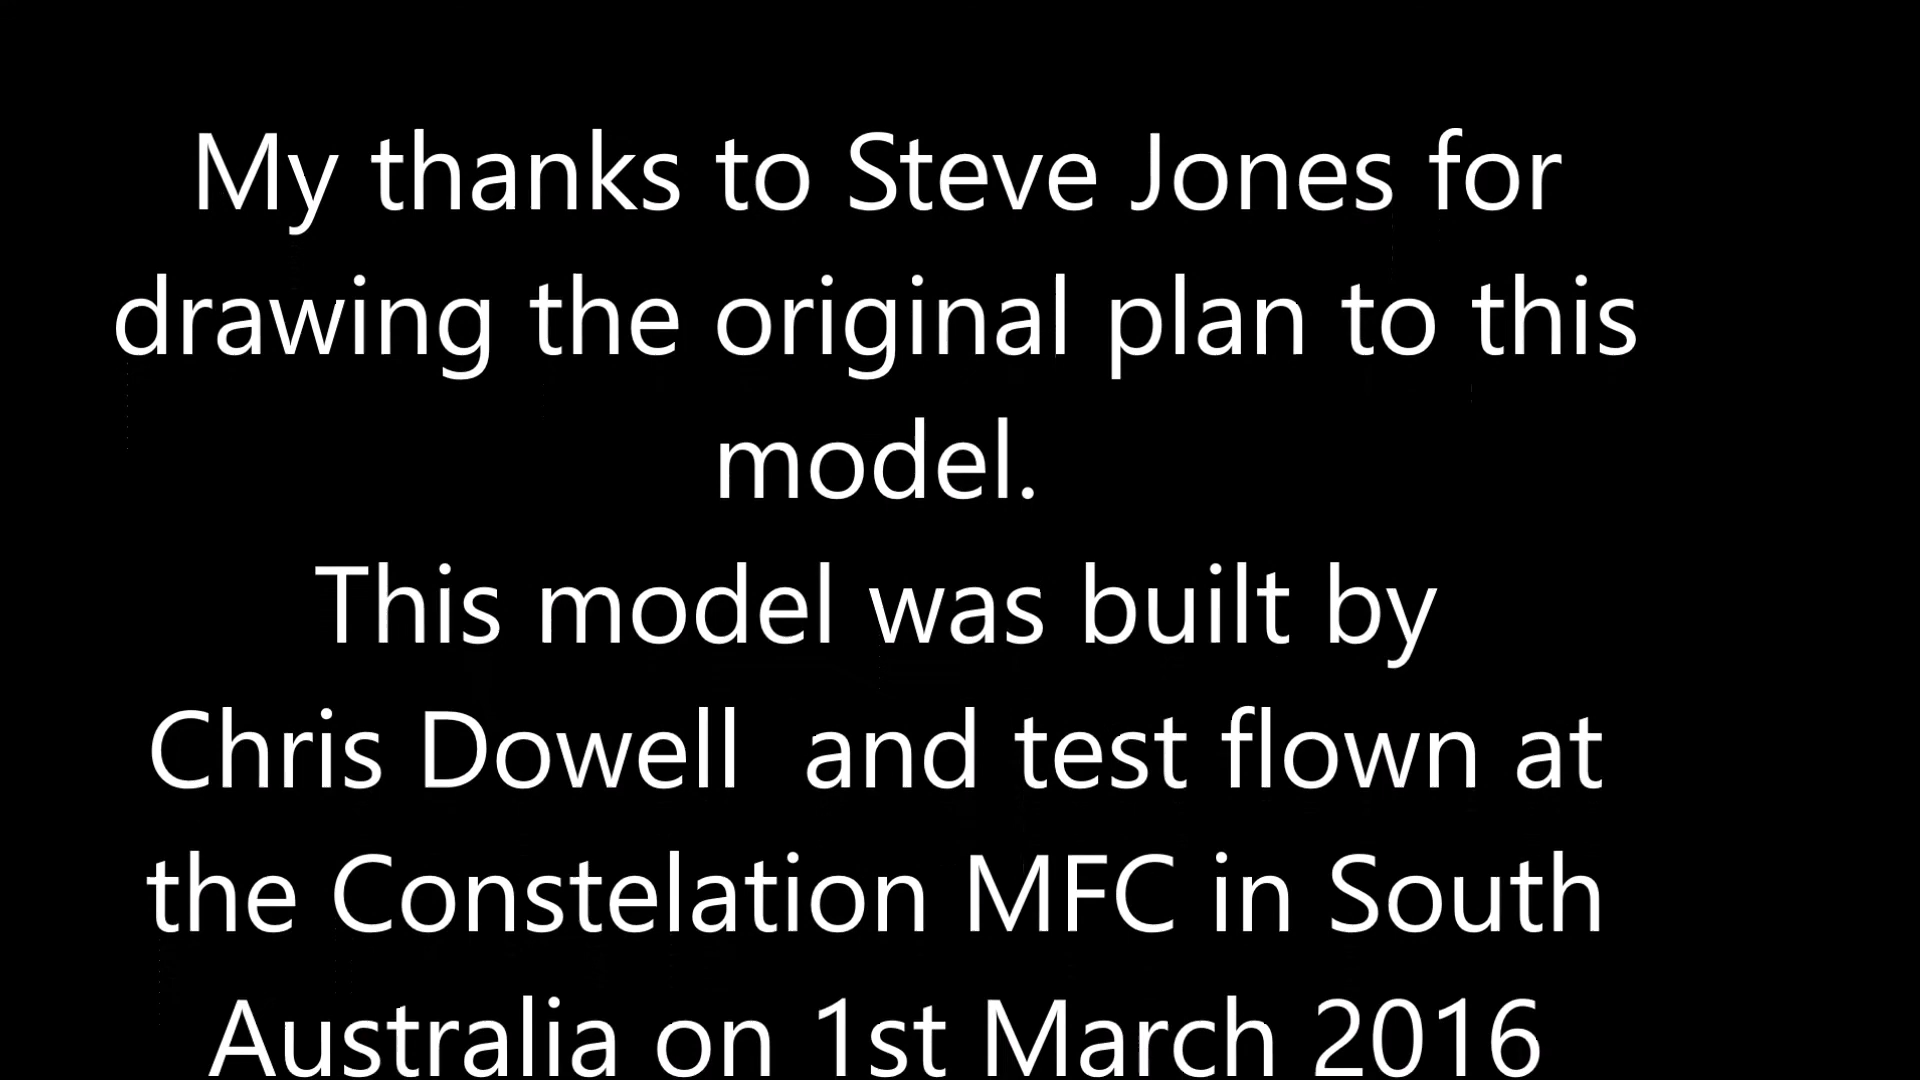 My thanks to Steve Jones for
drawing the original plan to this
model.
This model was built by
Chris Dowell  and test flown at
the Constelation MFC in South
Australia on 1st March 2016